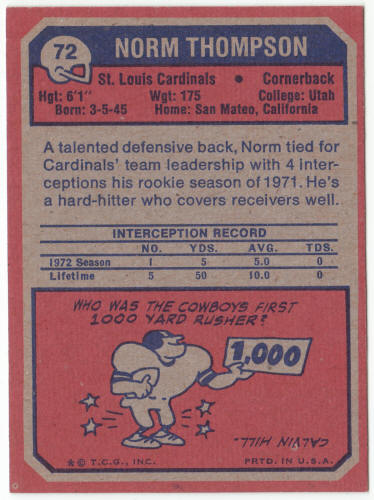 72
NORM THOMPSON
St. Louis Cardinals • Cornerback
Hgt: 6'1" Wgt: 175 College: Utah
Born: 3-5-45 Home: San Mateo, California
A talented defensive back, Norm tied for
Cardinals' team leadership with 4 inter-
ceptions his rookie season of 1971. He's
a hard-hitter who covers receivers well.
INTERCEPTION RECORD
NO. YDS. AVG. TDS.
1972 Season 1 5 5.0 0
Lifetime 5 50 10.0 0
WHO WAS THE COWBOYS FIRST
1000 YARD RUSHER?
1,000
CALVIN HILL.
*© T.C.G., INC. PRTD. IN U.S.A.